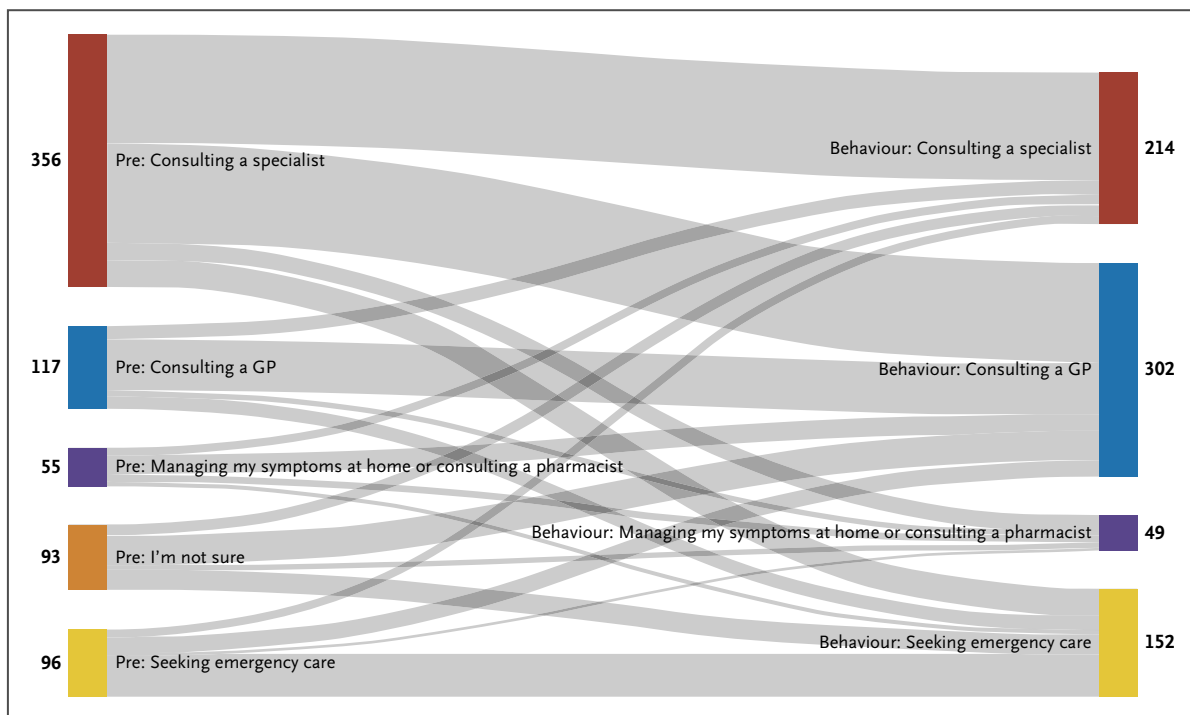 356
Pre: Consulting a specialist
117
Pre: Consulting a GP
55
Pre: Managing my symptoms at home or consulting a pharmacist
93
Pre: I'm not sure
96
Pre: Seeking emergency care
Behaviour: Consulting a specialist
214
Behaviour: Consulting a GP
302
Behaviour: Managing my symptoms at home or consulting a pharmacist
49
Behaviour: Seeking emergency care
152